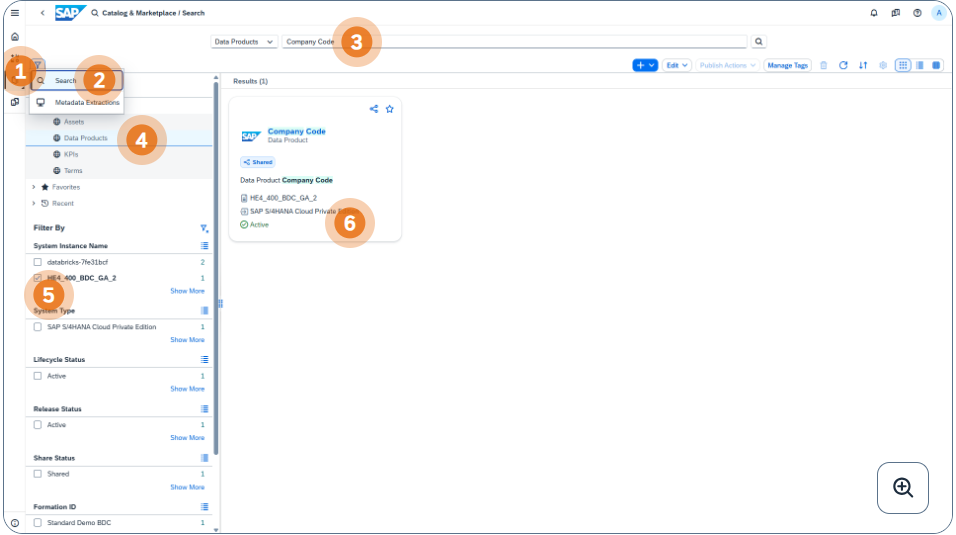 SAP Catalog & Marketplace / Search
A
Data Products
Company Code
3
1
Search
2
Metadata Extractions
Edit
Publish Actions
Manage Tags
Results (1)
Assets
Data Products
4
KPIs
Terms
Favorites
Recent
Filter By
System Instance Name
databricks-7fe31bcf 2
HE4_400_BDC_GA_2 1
Show More
5
System Type
SAP S/4HANA Cloud Private Edition 1
Show More
Lifecycle Status
Active 1
Show More
Release Status
Active 1
Show More
Share Status
Shared 1
Show More
Formation ID
Standard Demo BDC 1
SAP
Company Code
Data Product
Shared
Data Product Company Code
HE4_400_BDC_GA_2
SAP S/4HANA Cloud Private
6
Active